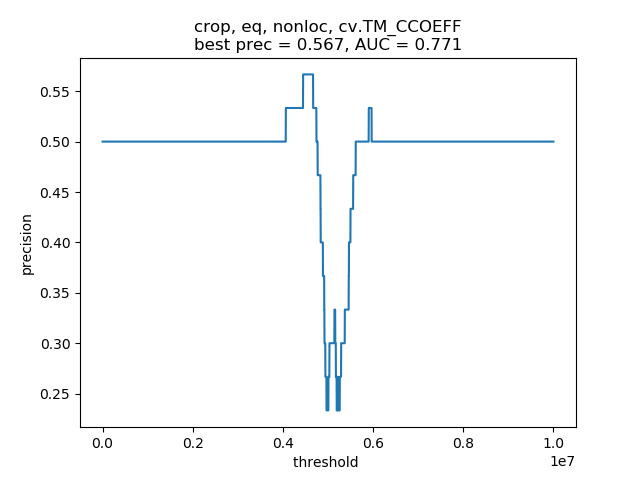 crop, eq, nonloc, cv.TM_CCOEFF
best prec = 0.567, AUC = 0.771
precision
0.55
0.50
0.45
0.40
0.35
0.30
0.25
0.0 0.2 0.4 0.6 0.8 1.0
1e7
threshold